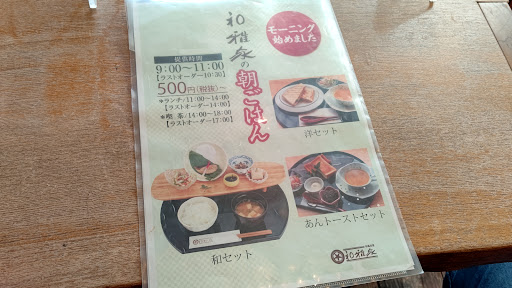 モーニング
始めました
和雅家の朝ごはん
提供時間
9:00〜11:00
【ラストオーダー10:30】
500円(税抜)〜
*ランチ/11:00〜14:00
【ラストオーダー14:00】
*喫茶/14:00〜18:00
【ラストオーダー17:00】
洋セット
あんトーストセット
和セット